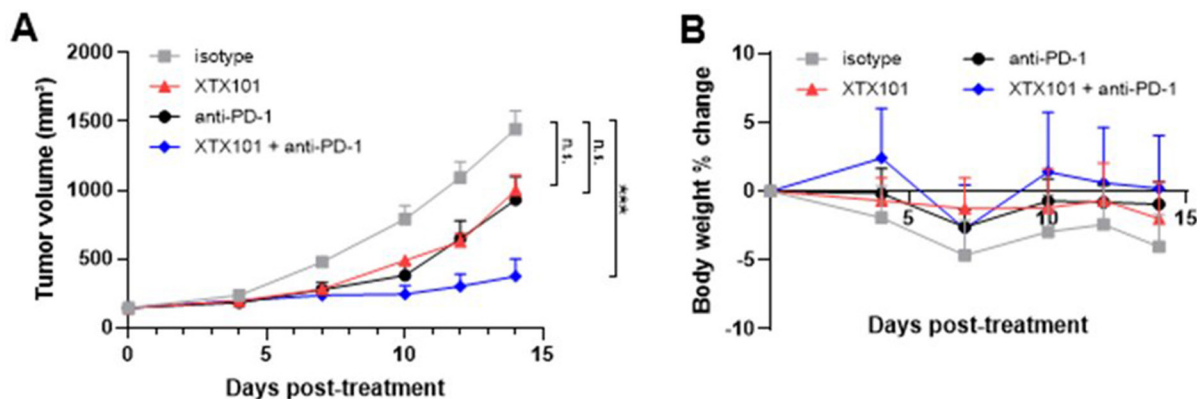 A
Tumor volume (mm³)
2000
1500
1000
500
0
isotype
XTX101
anti-PD-1
XTX101 + anti-PD-1
n.s.
n.s.
***
0
5
10
15
Days post-treatment
B
Body weight % change
10
5
0
-5
-10
isotype
anti-PD-1
XTX101
XTX101 + anti-PD-1
5
10
15
Days post-treatment